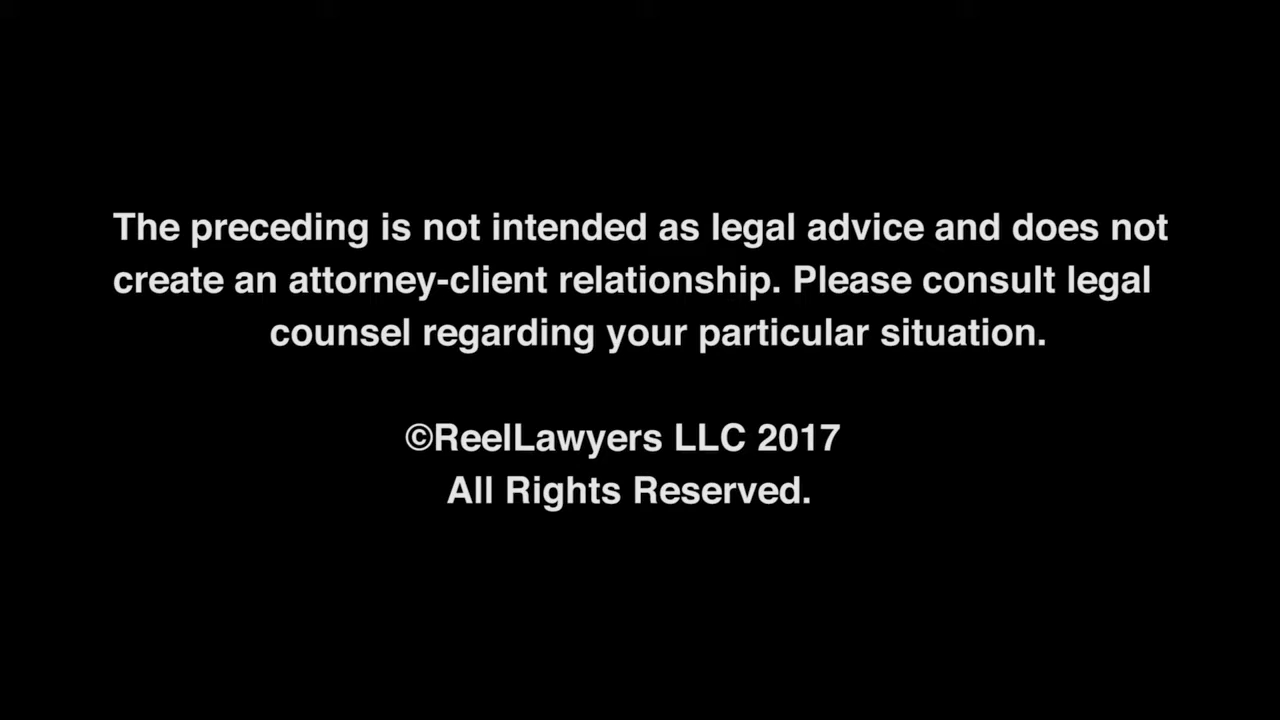 The preceding is not intended as legal advice and does not
create an attorney-client relationship. Please consult legal
counsel regarding your particular situation.
©ReelLawyers LLC 2017
All Rights Reserved.